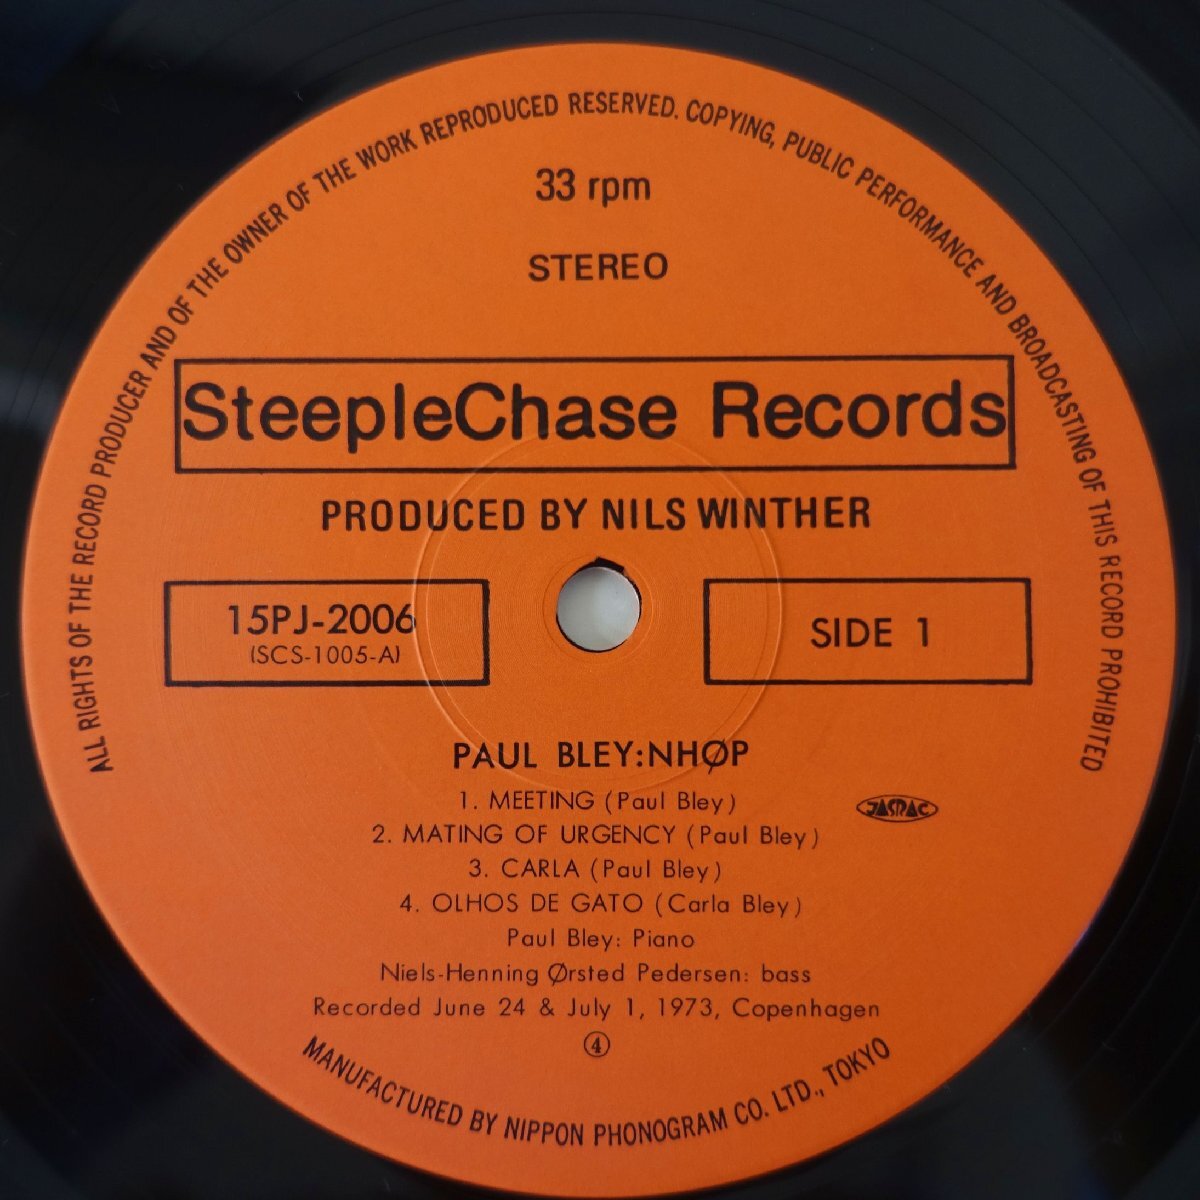 ALL RIGHTS OF THE RECORD PRODUCER AND OF THE OWNER OF THE WORK REPRODUCED RESERVED. COPYING, PUBLIC PERFORMANCE AND BROADCASTING OF THIS RECORD PROHIBITED
33 rpm
STEREO
SteepleChase Records
PRODUCED BY NILS WINTHER
15PJ-2006
(SCS-1005-A)
SIDE 1
PAUL BLEY:NHØP
1. MEETING (Paul Bley)
JASRAC
2. MATING OF URGENCY (Paul Bley)
3. CARLA (Paul Bley)
4. OLHOS DE GATO (Carla Bley)
Paul Bley: Piano
Niels-Henning Ørsted Pedersen: bass
Recorded June 24 & July 1, 1973, Copenhagen
④
MANUFACTURED BY NIPPON PHONOGRAM CO. LTD., TOKYO